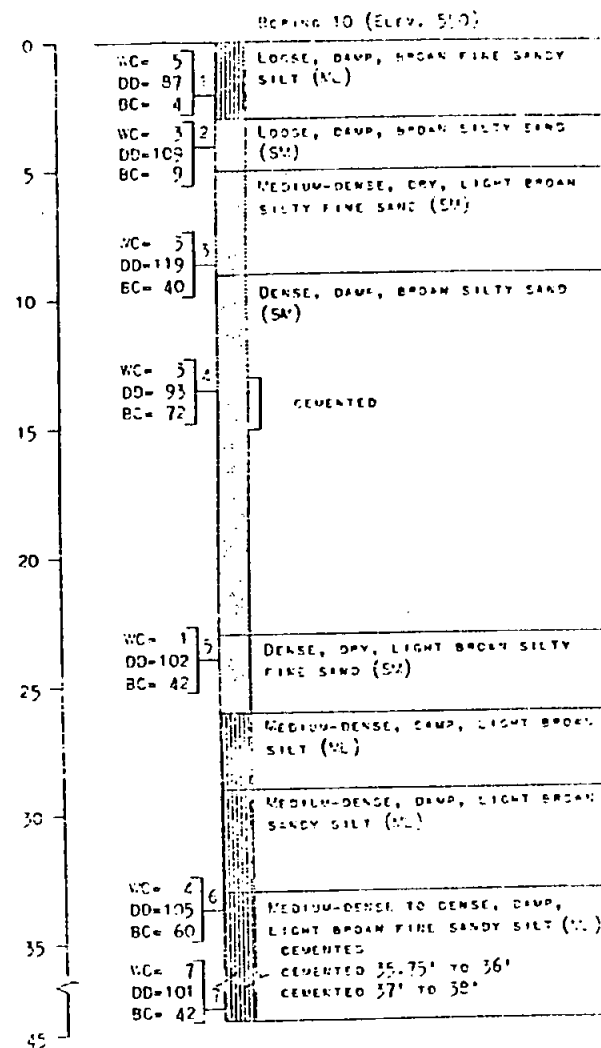 BORING 10 (ELEV. 550)
0
WC= 5
DD= 87
BC= 4
1
LOOSE, DAMP, BROWN FINE SANDY
SILT (ML)
WC= 3
DD=109
BC= 9
2
LOOSE, DAMP, BROWN SILTY SAND
(SM)
5
MEDIUM-DENSE, DRY, LIGHT BROWN
SILTY FINE SAND (SM)
WC= 5
DD=119
BC= 40
3
10
DENSE, DAMP, BROWN SILTY SAND
(SM)
WC= 3
DD= 93
BC= 72
4
CEMENTED
15
20
WC= 1
DD=102
BC= 42
5
DENSE, DRY, LIGHT BROWN SILTY
FINE SAND (SM)
25
MEDIUM-DENSE, DAMP, LIGHT BROWN
SILT (ML)
30
MEDIUM-DENSE, DAMP, LIGHT BROWN
SANDY SILT (ML)
WC= 4
DD=105
BC= 60
6
MEDIUM-DENSE TO DENSE, DAMP,
LIGHT BROWN FINE SANDY SILT (ML)
CEMENTED
35
CEMENTED 35.75' TO 36'
CEMENTED 37' TO 38'
WC= 7
DD=101
BC= 42
7
45